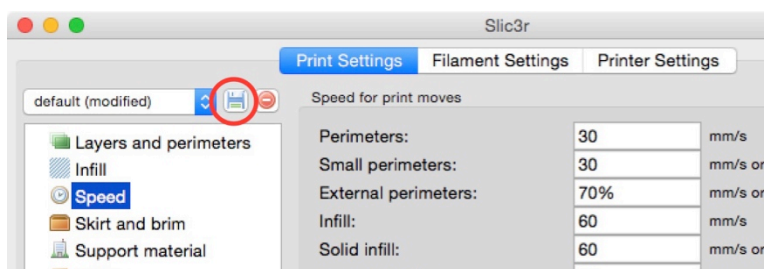 Slic3r
Print Settings Filament Settings Printer Settings
default (modified)
Speed for print moves
Layers and perimeters
Infill
Speed
Skirt and brim
Support material
Perimeters: 30 mm/s
Small perimeters: 30 mm/s or
External perimeters: 70% mm/s or
Infill: 60 mm/s
Solid infill: 60 mm/s or